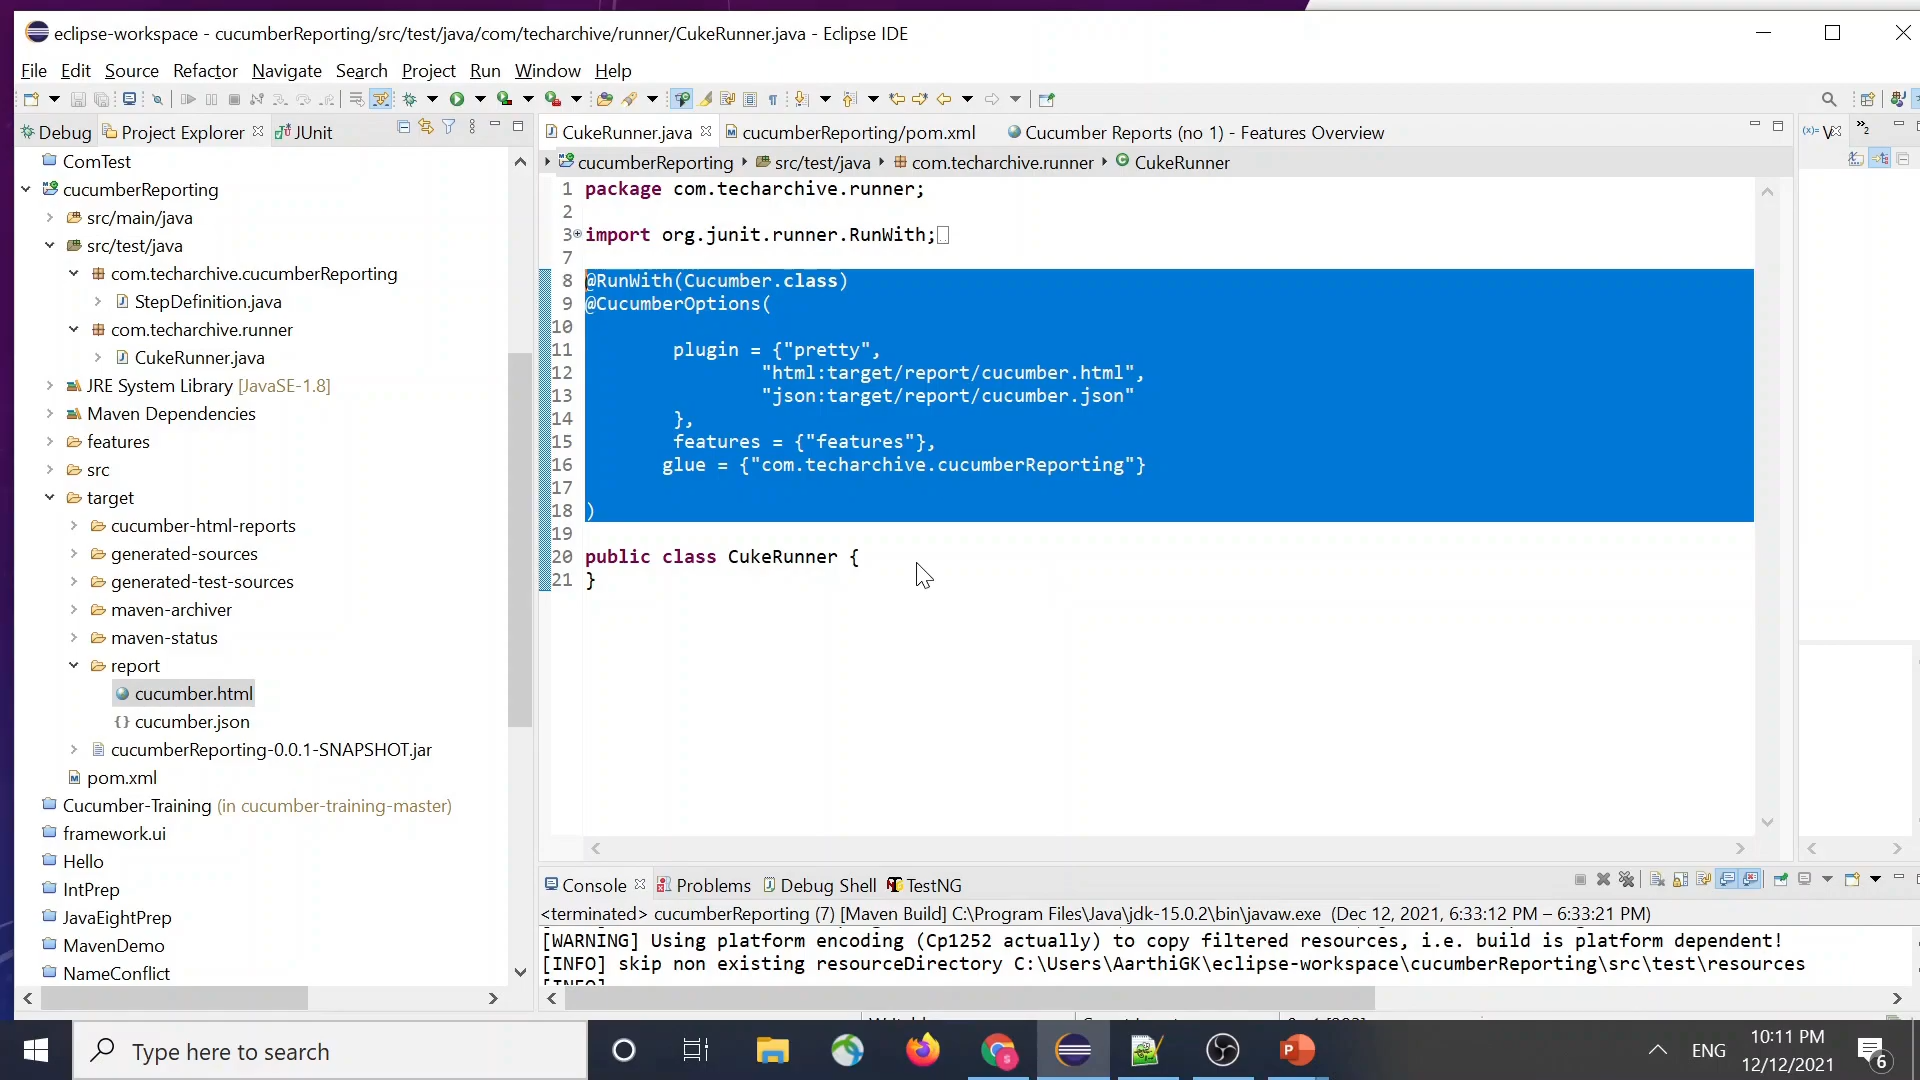 eclipse-workspace - cucumberReporting/src/test/java/com/techarchive/runner/CukeRunner.java - Eclipse IDE
File Edit Source Refactor Navigate Search Project Run Window Help
Debug Project Explorer JUnit
ComTest
cucumberReporting
src/main/java
src/test/java
com.techarchive.cucumberReporting
StepDefinition.java
com.techarchive.runner
CukeRunner.java
JRE System Library [JavaSE-1.8]
Maven Dependencies
features
src
target
cucumber-html-reports
generated-sources
generated-test-sources
maven-archiver
maven-status
report
cucumber.html
cucumber.json
cucumberReporting-0.0.1-SNAPSHOT.jar
pom.xml
Cucumber-Training (in cucumber-training-master)
framework.ui
Hello
IntPrep
JavaEightPrep
MavenDemo
NameConflict
CukeRunner.java cucumberReporting/pom.xml Cucumber Reports (no 1) - Features Overview
cucumberReporting src/test/java com.techarchive.runner CukeRunner
1 package com.techarchive.runner;
2
3 import org.junit.runner.RunWith;
7
8 @RunWith(Cucumber.class)
9 @CucumberOptions(
10
11 plugin = {"pretty",
12 "html:target/report/cucumber.html",
13 "json:target/report/cucumber.json"
14 },
15 features = {"features"},
16 glue = {"com.techarchive.cucumberReporting"}
17
18 )
19
20 public class CukeRunner {
21 }
Console Problems Debug Shell TestNG
<terminated> cucumberReporting (7) [Maven Build] C:\Program Files\Java\jdk-15.0.2\bin\javaw.exe (Dec 12, 2021, 6:33:12 PM – 6:33:21 PM)
[WARNING] Using platform encoding (Cp1252 actually) to copy filtered resources, i.e. build is platform dependent!
[INFO] skip non existing resourceDirectory C:\Users\AarthiGK\eclipse-workspace\cucumberReporting\src\test\resources
[INFO]
Type here to search
ENG
10:11 PM
12/12/2021
6